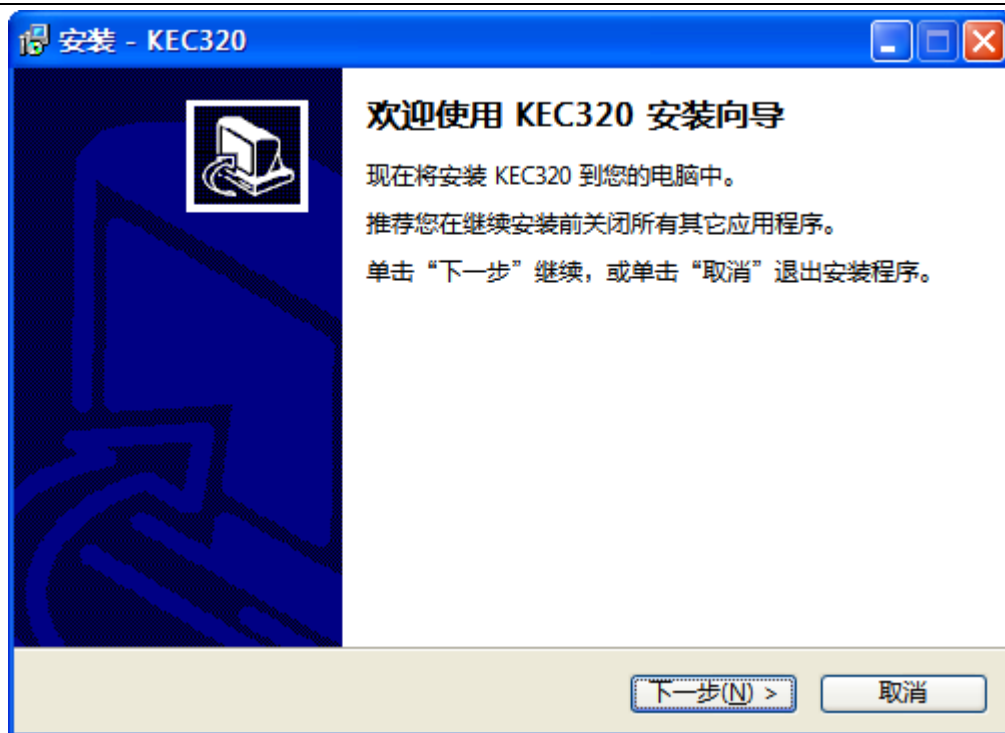 安装 - KEC320
欢迎使用 KEC320 安装向导
现在将安装 KEC320 到您的电脑中。
推荐您在继续安装前关闭所有其它应用程序。
单击“下一步”继续，或单击“取消”退出安装程序。
下一步(N) >
取消